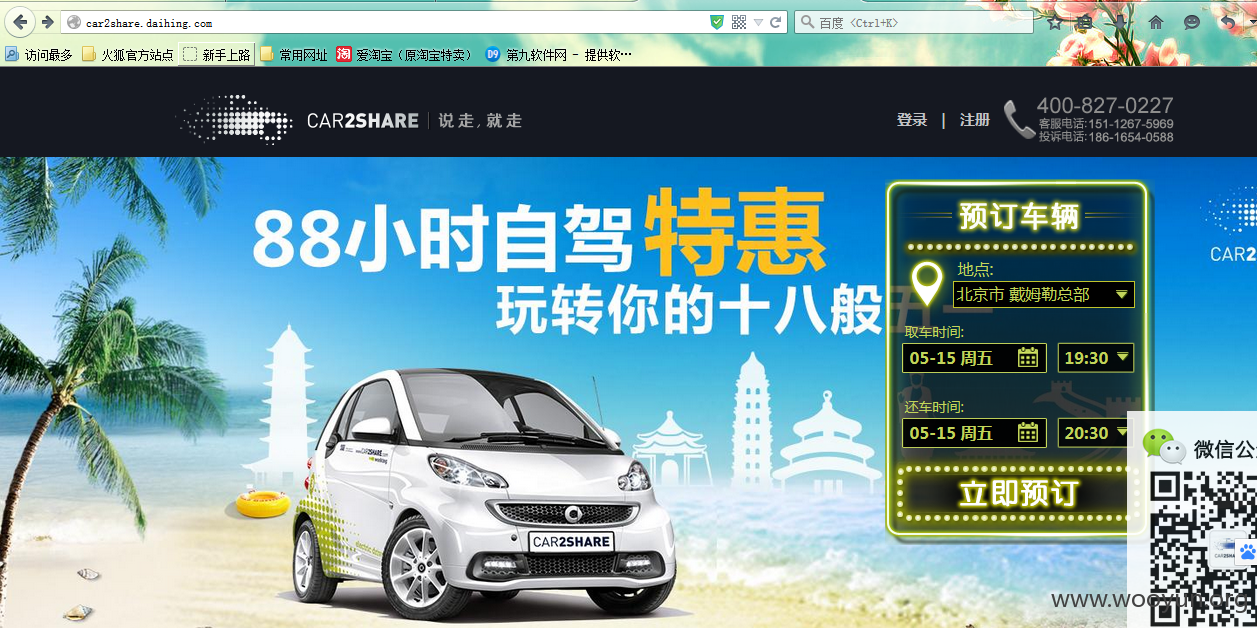 car2share.daihing.com
百度 <Ctrl+K>
访问最多 火狐官方站点 新手上路 常用网址 淘 爱淘宝（原淘宝特卖） D9 第九软件网 - 提供软…
CAR2SHARE 说走,就走
登录 | 注册
400-827-0227
客服电话:151-1267-5969
投诉电话:186-1654-0588
88小时自驾特惠
玩转你的十八般
预订车辆
地点:
北京市 戴姆勒总部
取车时间:
05-15 周五 19:30
还车时间:
05-15 周五 20:30
立即预订
CAR2
微信公
CAR2SHARE
CAR2SHARE
www.wooyun.org